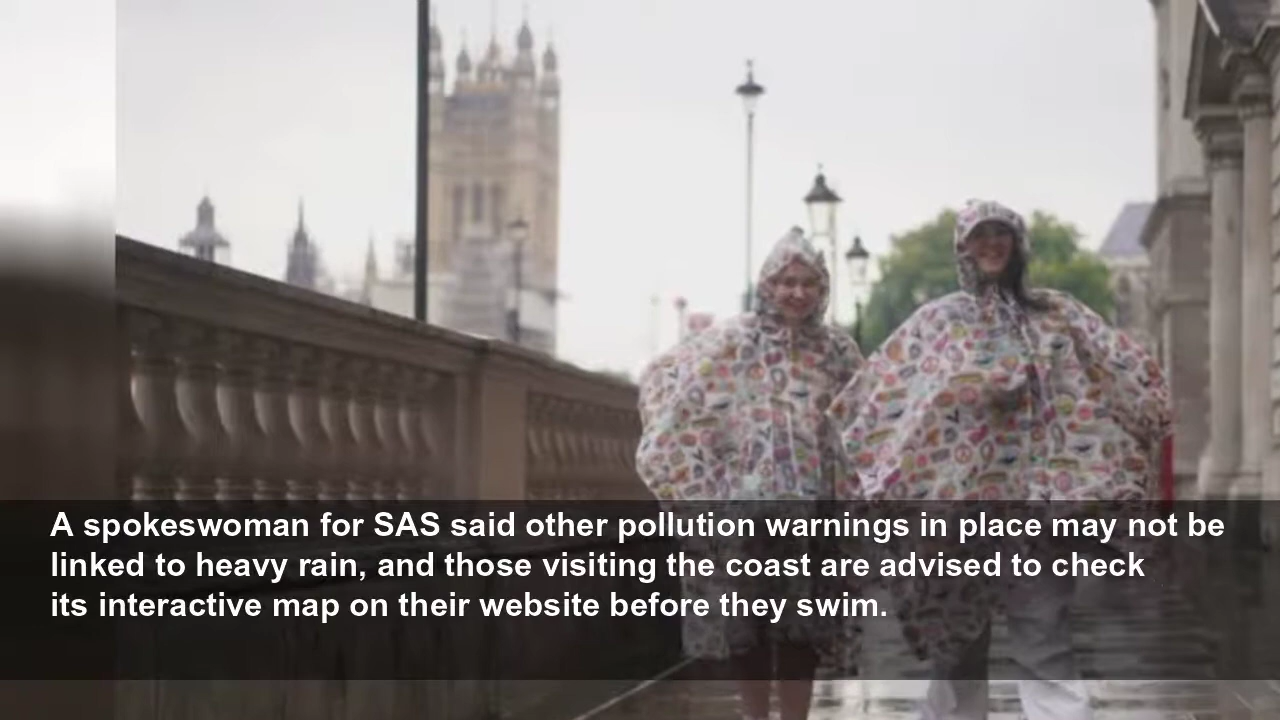 A spokeswoman for SAS said other pollution warnings in place may not be
linked to heavy rain, and those visiting the coast are advised to check
its interactive map on their website before they swim.